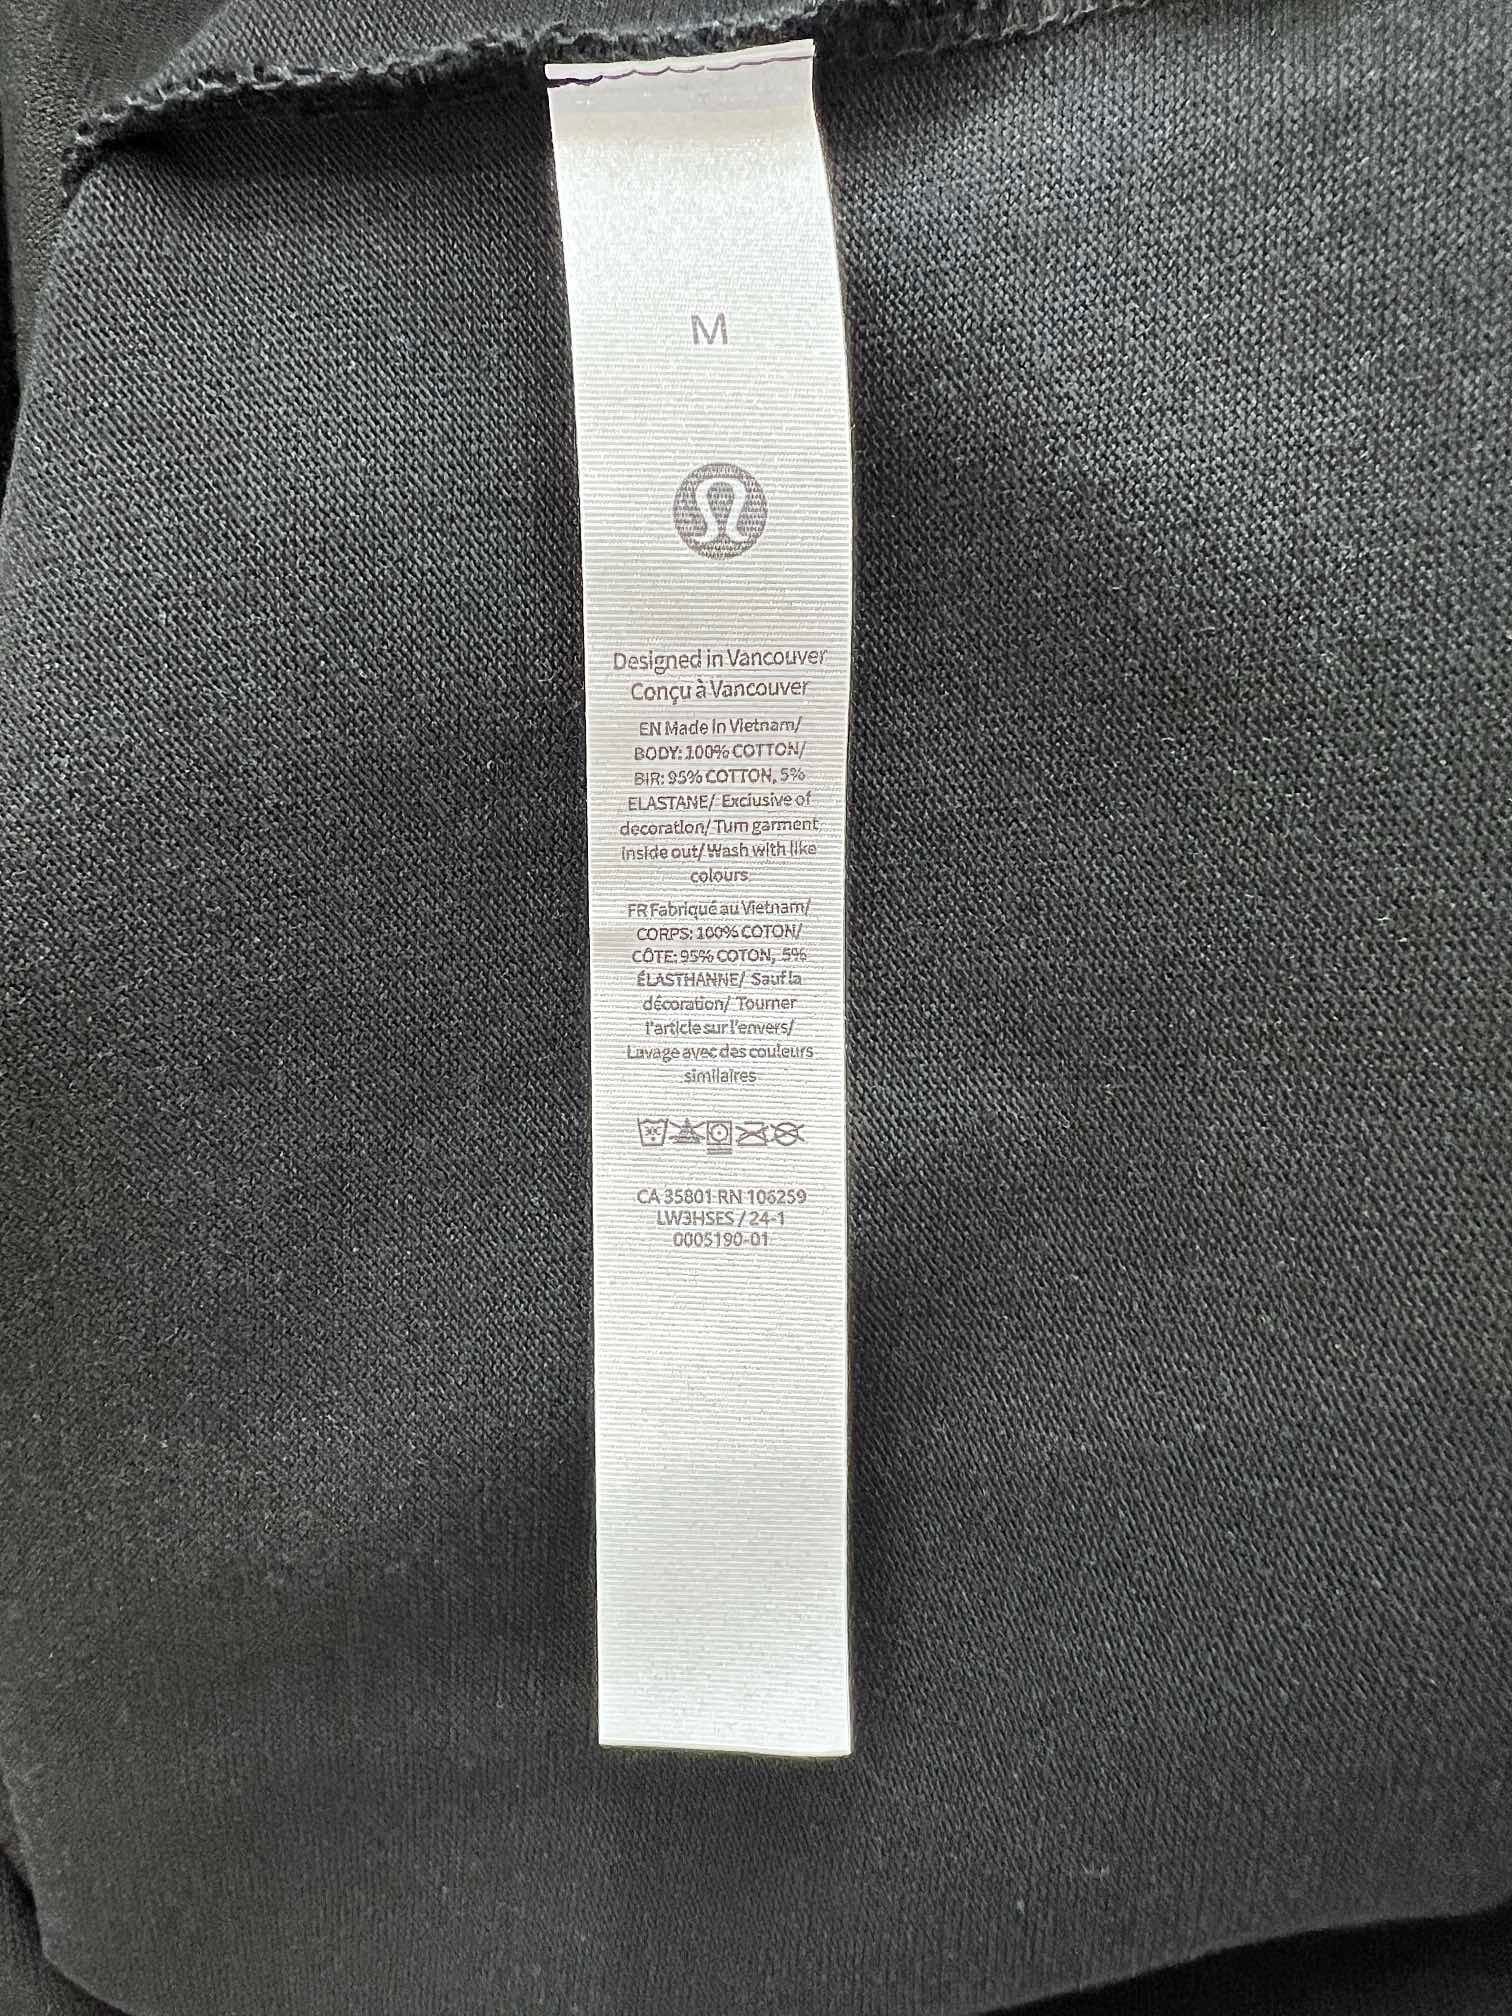 M
Designed in Vancouver
Conçu à Vancouver
EN Made in Vietnam/
BODY: 100% COTTON/
BIR: 95% COTTON, 5%
ELASTANE/ Exclusive of
decoration/ Turn garment
inside out/ Wash with like
colours
FR Fabriqué au Vietnam/
CORPS: 100% COTON/
CÔTE: 95% COTON, 5%
ÉLASTHANNE/ Sauf la
décoration/ Tourner
l'article sur l'envers/
Lavage avec des couleurs
similaires
CA 35801 RN 106259
LW3HSES / 24-1
0005190-01